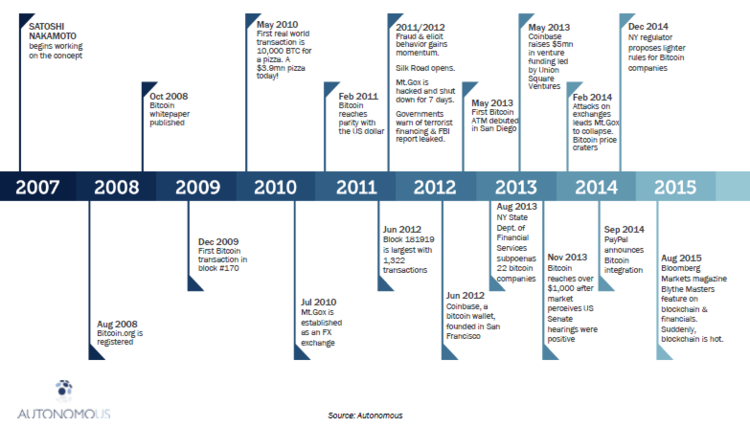 SATOSHI
NAKAMOTO
begins working
on the concept
Oct 2008
Bitcoin
whitepaper
published
May 2010
First real world
transaction is
10,000 BTC for
a pizza. A
$3.9mn pizza
today!
Feb 2011
Bitcoin
reaches
parity with
the US dollar
2011/2012
Fraud & elicit
behavior gains
momentum.
Silk Road opens.
Mt.Gox is
hacked and shut
down for 7 days.
Governments
warn of terrorist
financing & FBI
report leaked.
May 2013
First Bitcoin
ATM debuted
in San Diego
May 2013
Coinbase
raises $5mn
in venture
funding led
by Union
Square
Ventures
Feb 2014
Attacks on
exchanges
leads Mt.Gox
to collapse.
Bitcoin price
craters
Dec 2014
NY regulator
proposes lighter
rules for Bitcoin
companies
2007
2008
2009
2010
2011
2012
2013
2014
2015
Aug 2008
Bitcoin.org is
registered
Dec 2009
First Bitcoin
transaction in
block #170
Jul 2010
Mt.Gox is
established
as an FX
exchange
Jun 2012
Block 181919
is largest with
1,322
transactions
Jun 2012
Coinbase, a
bitcoin wallet,
founded in San
Francisco
Aug 2013
NY State
Dept. of
Financial
Services
subpoenas
22 bitcoin
companies
Nov 2013
Bitcoin
reaches over
$1,000 after
market
perceives US
Senate
hearings were
positive
Sep 2014
PayPal
announces
Bitcoin
integration
Aug 2015
Bloomberg
Markets magazine
Blythe Masters
feature on
blockchain &
financials.
Suddenly,
blockchain is hot.
AUTONOMOUS
Source: Autonomous